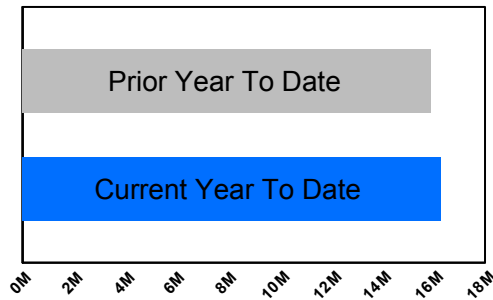 Prior Year To Date
Current Year To Date
0M 2M 4M 6M 8M 10M 12M 14M 16M 18M